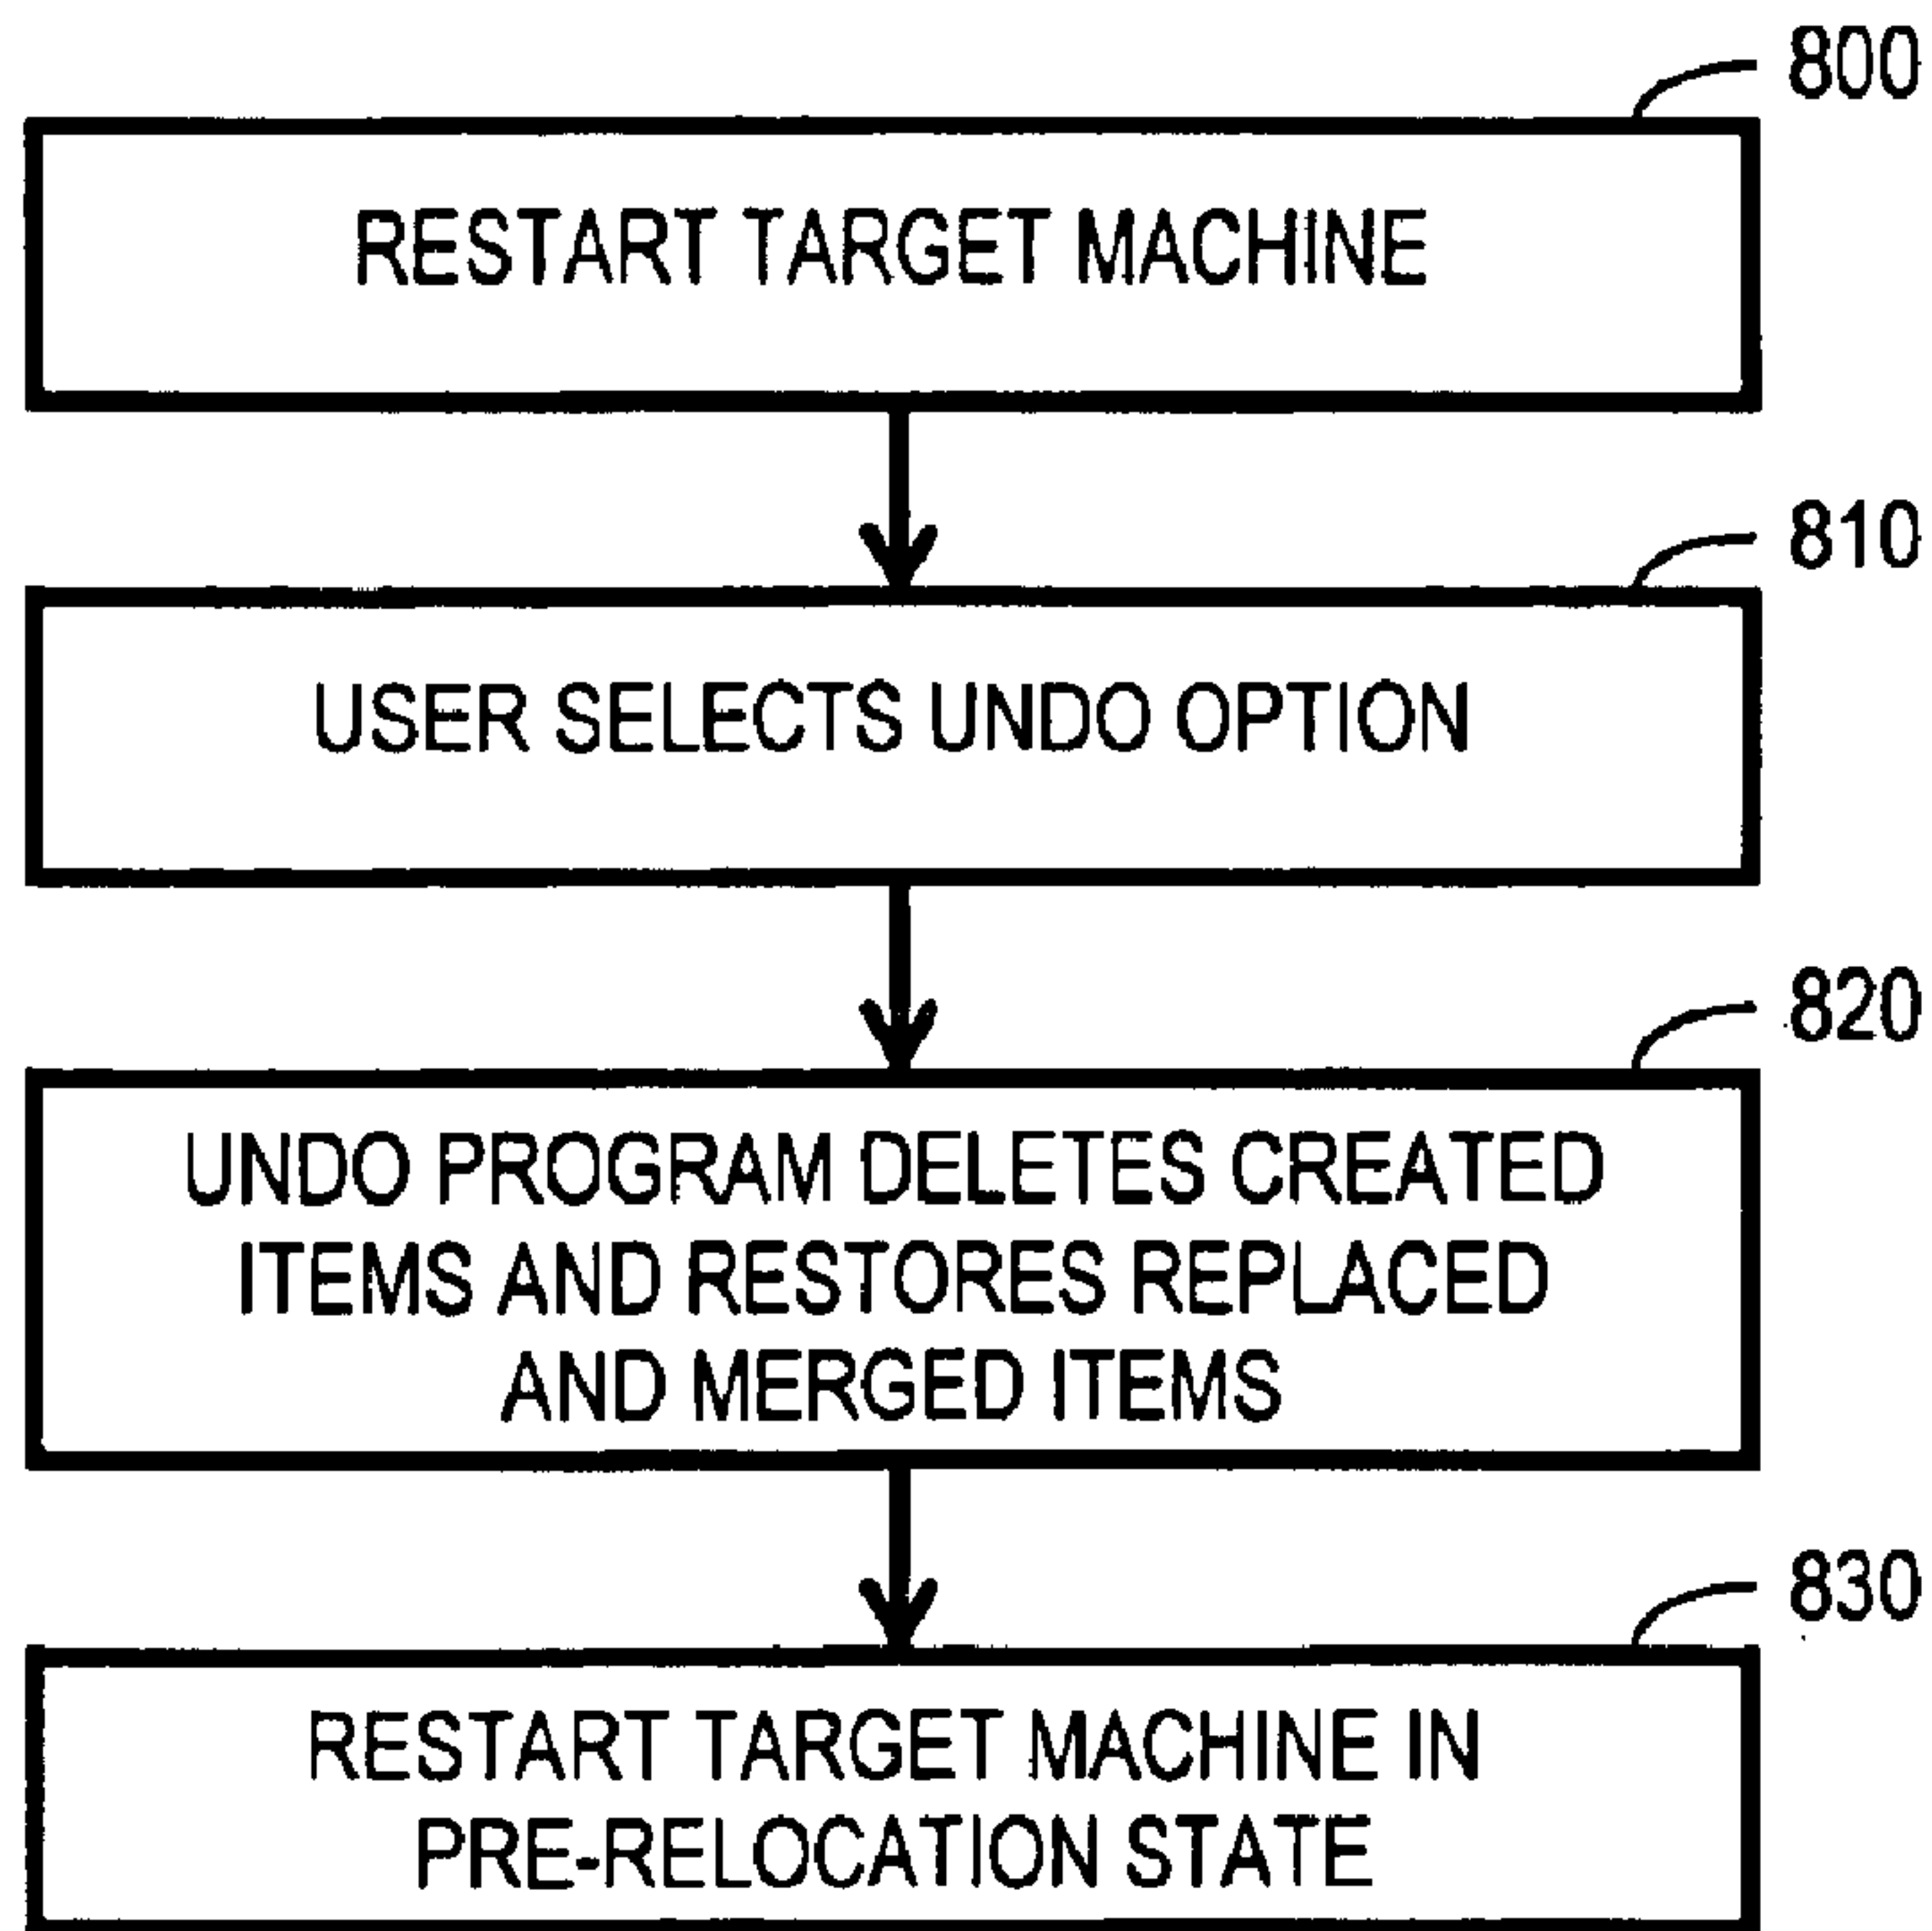 800
RESTART TARGET MACHINE
810
USER SELECTS UNDO OPTION
820
UNDO PROGRAM DELETES CREATED
ITEMS AND RESTORES REPLACED
AND MERGED ITEMS
830
RESTART TARGET MACHINE IN
PRE-RELOCATION STATE